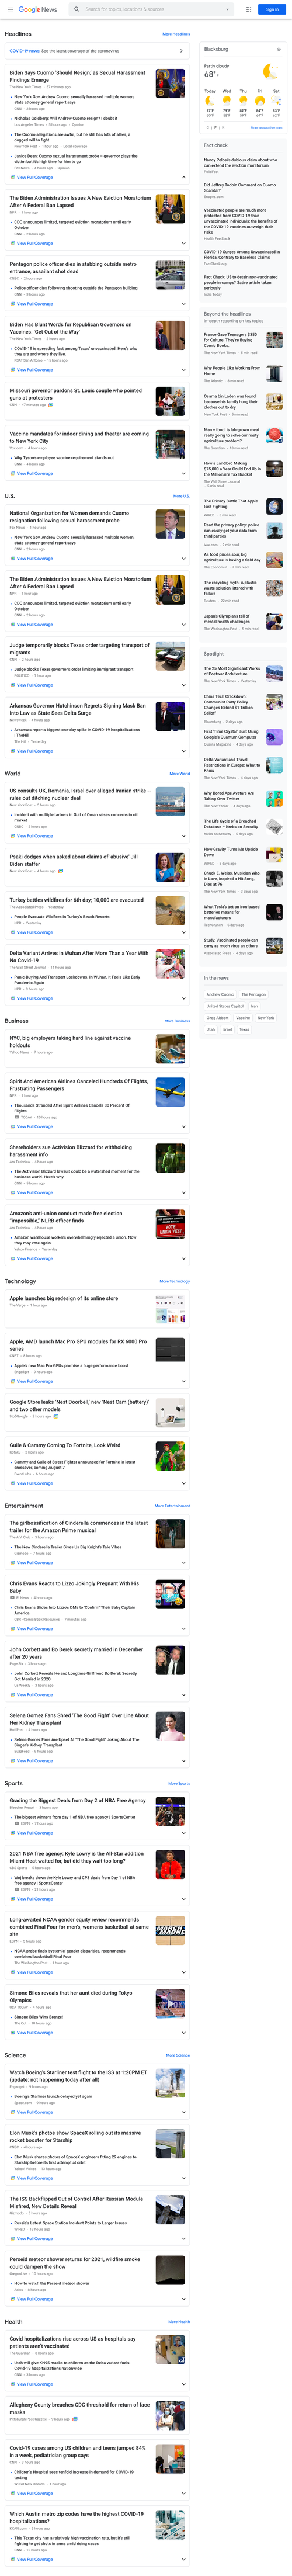 Google News
Search for topics, locations & sources
Sign in
Headlines
More Headlines
COVID-19 news: See the latest coverage of the coronavirus
Biden Says Cuomo 'Should Resign,' as Sexual Harassment
Findings Emerge
The New York Times · 37 minutes ago
New York Gov. Andrew Cuomo sexually harassed multiple women,
state attorney general report says
CNN · 2 hours ago
Nicholas Goldberg: Will Andrew Cuomo resign? I doubt it
Los Angeles Times · 5 hours ago · Opinion
The Cuomo allegations are awful, but he still has lots of allies, a
dogged will to fight
New York Post · 1 hour ago · Local coverage
Janice Dean: Cuomo sexual harassment probe – governor plays the
victim but it's high time for him to go
Fox News · 4 hours ago · Opinion
View Full Coverage
The Biden Administration Issues A New Eviction Moratorium
After A Federal Ban Lapsed
NPR · 1 hour ago
CDC announces limited, targeted eviction moratorium until early
October
CNN · 2 hours ago
View Full Coverage
Pentagon police officer dies in stabbing outside metro
entrance, assailant shot dead
CNBC · 2 hours ago
Police officer dies following shooting outside the Pentagon building
CNN · 4 hours ago
View Full Coverage
Biden Has Blunt Words for Republican Governors on
Vaccines: 'Get Out of the Way'
The New York Times · 2 hours ago
COVID-19 is spreading fast among Texas' unvaccinated. Here's who
they are and where they live.
KSAT San Antonio · 10 hours ago
View Full Coverage
Missouri governor pardons St. Louis couple who pointed
guns at protesters
CNN · 47 minutes ago
Vaccine mandates for indoor dining and theater are coming
to New York City
Vox.com · 4 hours ago
Why Tyson's employee vaccine requirement stands out
CNN · 4 hours ago
View Full Coverage
U.S.
More U.S.
National Organization for Women demands Cuomo
resignation following sexual harassment probe
Fox News · 1 hour ago
New York Gov. Andrew Cuomo sexually harassed multiple women,
state attorney general report says
CNN · 2 hours ago
View Full Coverage
The Biden Administration Issues A New Eviction Moratorium
After A Federal Ban Lapsed
NPR · 1 hour ago
CDC announces limited, targeted eviction moratorium until early
October
CNN · 2 hours ago
View Full Coverage
Judge temporarily blocks Texas order targeting transport of
migrants
CNN · 2 hours ago
Judge blocks Texas governor's order limiting immigrant transport
POLITICO · 1 hour ago
View Full Coverage
Arkansas Governor Hutchinson Regrets Signing Mask Ban
Into Law as State Sees Delta Surge
Newsweek · 4 hours ago
Arkansas reports biggest one-day spike in COVID-19 hospitalizations
| TheHill
The Hill · Yesterday
View Full Coverage
World
More World
US consults UK, Romania, Israel over alleged Iranian strike --
rules out ditching nuclear deal
New York Post · 5 hours ago
Incident with multiple tankers in Gulf of Oman raises concerns in oil
market
CNBC · 3 hours ago
View Full Coverage
Psaki dodges when asked about claims of 'abusive' Jill
Biden staffer
New York Post · 4 hours ago
Turkey battles wildfires for 6th day; 10,000 are evacuated
The Associated Press · Yesterday
People Evacuate Wildfires In Turkey's Beach Resorts
NPR · Yesterday
View Full Coverage
Delta Variant Arrives in Wuhan After More Than a Year With
No Covid-19
The Wall Street Journal · 11 hours ago
Panic Buying And Transport Lockdowns. In Wuhan, It Feels Like Early
Pandemic Again
NPR · 5 hours ago
View Full Coverage
Business
More Business
NYC, big employers taking hard line against vaccine
holdouts
Yahoo News · 7 hours ago
Spirit And American Airlines Canceled Hundreds Of Flights,
Frustrating Passengers
NPR · 1 hour ago
Thousands Stranded After Spirit Airlines Cancels 30 Percent Of
Flights
TODAY · 10 hours ago
View Full Coverage
Shareholders sue Activision Blizzard for withholding
harassment info
Ars Technica · 4 hours ago
The Activision Blizzard lawsuit could be a watershed moment for the
business world. Here's why
CNN · 3 hours ago
View Full Coverage
Amazon's anti-union conduct made free election
"impossible," NLRB officer finds
Ars Technica · 6 hours ago
Amazon warehouse workers overwhelmingly rejected a union. Now
they may vote again
Yahoo Finance · Yesterday
View Full Coverage
Technology
More Technology
Apple launches big redesign of its online store
The Verge · 1 hour ago
Apple, AMD launch Mac Pro GPU modules for RX 6000 Pro
series
CNET · 8 hours ago
Apple's new Mac Pro GPUs promise a huge performance boost
Engadget · 9 hours ago
View Full Coverage
Google Store leaks 'Nest Doorbell,' new 'Nest Cam (battery)'
and two other models
9to5Google · 2 hours ago
Guile & Cammy Coming To Fortnite, Look Weird
Kotaku · 2 hours ago
Cammy and Guile of Street Fighter announced for Fortnite in latest
crossover, coming August 7
EventHubs · 4 hours ago
View Full Coverage
Entertainment
More Entertainment
The girlbossification of Cinderella commences in the latest
trailer for the Amazon Prime musical
The A.V. Club · 3 hours ago
The New Cinderella Trailer Gives Us Big Knight's Tale Vibes
Gizmodo · 7 hours ago
View Full Coverage
Chris Evans Reacts to Lizzo Jokingly Pregnant With His
Baby
E! News · 4 hours ago
Chris Evans Slides Into Lizzo's DMs to 'Confirm' Their Baby Captain
America
CBR - Comic Book Resources · 7 minutes ago
View Full Coverage
John Corbett and Bo Derek secretly married in December
after 20 years
Page Six · 3 hours ago
John Corbett Reveals He and Longtime Girlfriend Bo Derek Secretly
Got Married in 2020
Us Weekly · 4 hours ago
View Full Coverage
Selena Gomez Fans Shred 'The Good Fight' Over Line About
Her Kidney Transplant
HuffPost · 4 hours ago
Selena Gomez Fans Are Upset At "The Good Fight" Joking About The
Singer's Kidney Transplant
BuzzFeed · 9 hours ago
View Full Coverage
Sports
More Sports
Grading the Biggest Deals from Day 2 of NBA Free Agency
Bleacher Report · 3 hours ago
The biggest winners from day 1 of NBA free agency | SportsCenter
ESPN · 7 hours ago
View Full Coverage
2021 NBA free agency: Kyle Lowry is the All-Star addition
Miami Heat waited for, but did they wait too long?
CBS Sports · 9 hours ago
Woj breaks down the Kyle Lowry and CP3 deals from Day 1 of NBA
free agency | SportsCenter
ESPN · 21 hours ago
View Full Coverage
Long-awaited NCAA gender equity review recommends
combined Final Four for men's, women's basketball at same
site
ESPN · 5 hours ago
NCAA probe finds 'systemic' gender disparities, recommends
combined basketball Final Four
The Washington Post · 1 hour ago
View Full Coverage
Simone Biles reveals that her aunt died during Tokyo
Olympics
USA TODAY · 4 hours ago
Simone Biles Wins Bronze!
The Cut · 10 hours ago
View Full Coverage
Science
More Science
Watch Boeing's Starliner test flight to the ISS at 1:20PM ET
(update: not happening today after all)
Engadget · 9 hours ago
Boeing's Starliner launch delayed yet again
Space.com · 9 hours ago
View Full Coverage
Elon Musk's photos show SpaceX rolling out its massive
rocket booster for Starship
CNBC · 4 hours ago
Elon Musk shares photos of SpaceX engineers fitting 29 engines to
Starship before its first attempt at orbit
View Full Coverage
The ISS Backflipped Out of Control After Russian Module
Misfired, New Details Reveal
Gizmodo · 7 hours ago
Russia's Latest Space Station Incident Points to Larger Issues
WIRED · 14 hours ago
View Full Coverage
Perseid meteor shower returns for 2021, wildfire smoke
could dampen the show
OregonLive · 10 hours ago
How to watch the Perseid meteor shower
Axios · 8 hours ago
View Full Coverage
Health
More Health
Covid hospitalizations rise across US as hospitals say
patients aren't vaccinated
The Guardian · 6 hours ago
Utah will give KN95 masks to children as the Delta variant fuels
Covid-19 hospitalizations nationwide
CNN · 3 hours ago
View Full Coverage
Allegheny County breaches CDC threshold for return of face
masks
Pittsburgh Post-Gazette · 9 hours ago
Covid-19 cases among US children and teens jumped 84%
in a week, pediatrician group says
CNN · 5 hours ago
Children's Hospital sees tenfold increase in demand for COVID-19
testing
WDSU New Orleans · 1 hour ago
View Full Coverage
Which Austin metro zip codes have the highest COVID-19
hospitalizations?
KXAN.com · 5 hours ago
This Texas city has a relatively high vaccination rate, but it's still
fighting to get shots in arms amid rising cases
CNN · 10 hours ago
View Full Coverage
Blacksburg
Partly cloudy
68°F
Today Wed Thu Fri Sat
C | F | K
More on weather.com
Fact check
Nancy Pelosi's dubious claim about who
can extend the eviction moratorium
PolitiFact
Did Jeffrey Toobin Comment on Cuomo
Scandal?
Snopes.com
Vaccinated people are much more
protected from COVID-19 than
unvaccinated individuals; the benefits of
the COVID-19 vaccines outweigh their
risks
Health Feedback
COVID-19 Surges Among Unvaccinated in
Florida, Contrary to Baseless Claims
FactCheck.org
Fact Check: US to detain non-vaccinated
people in camps? Satire article taken
seriously
India Today
Beyond the headlines
In-depth reporting on key topics
France Gave Teenagers $350
for Culture. They're Buying
Comic Books.
The New York Times · 5 min read
Why People Like Working From
Home
The Atlantic · 4 min read
Osama bin Laden was found
because his family hung their
clothes out to dry
New York Post · 3 min read
Man v food: is lab-grown meat
really going to solve our nasty
agriculture problem?
The Guardian · 16 min read
How a Landlord Making
$75,000 a Year Could End Up in
the Millionaire Tax Bracket
The Wall Street Journal
· 5 min read
The Privacy Battle That Apple
Isn't Fighting
WIRED · 5 min read
Read the privacy policy: police
can easily get your data from
third parties
Vox.com · 9 min read
As food prices soar, big
agriculture is having a field day
The Economist · 7 min read
The recycling myth: A plastic
waste solution littered with
failure
Reuters · 22 min read
Japan's Olympians tell of
mental health challenges
The Washington Post · 5 min read
Spotlight
The 25 Most Significant Works
of Postwar Architecture
The New York Times · Yesterday
China Tech Crackdown:
Communist Party Policy
Changes Behind $1 Trillion
Selloff
Bloomberg · 2 days ago
First 'Time Crystal' Built Using
Google's Quantum Computer
Quanta Magazine · 4 days ago
Delta Variant and Travel
Restrictions in Europe: What to
Know
The New York Times · 4 days ago
Why Bored Ape Avatars Are
Taking Over Twitter
The New Yorker · 4 days ago
The Life Cycle of a Breached
Database – Krebs on Security
Krebs on Security · 5 days ago
How Gravity Turns Me Upside
Down
WIRED · 5 days ago
Chuck E. Weiss, Musician Who,
in Love, Inspired a Hit Song,
Dies at 76
The New York Times · 7 days ago
What Tesla's bet on iron-based
batteries means for
manufacturers
TechCrunch · 6 days ago
Study: Vaccinated people can
carry as much virus as others
Associated Press · 4 days ago
In the news
Andrew Cuomo
The Pentagon
United States Capitol
Iran
Greg Abbott
Vaccine
New York
Utah
Israel
Texas